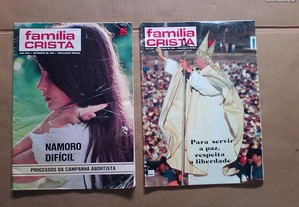 família
CRISTÃ
NAMORO
DIFÍCIL
PROCESSOS DA CAMPANHA ABORTISTA
família
CRISTÃ
Para servir
a paz,
respeita
a liberdade